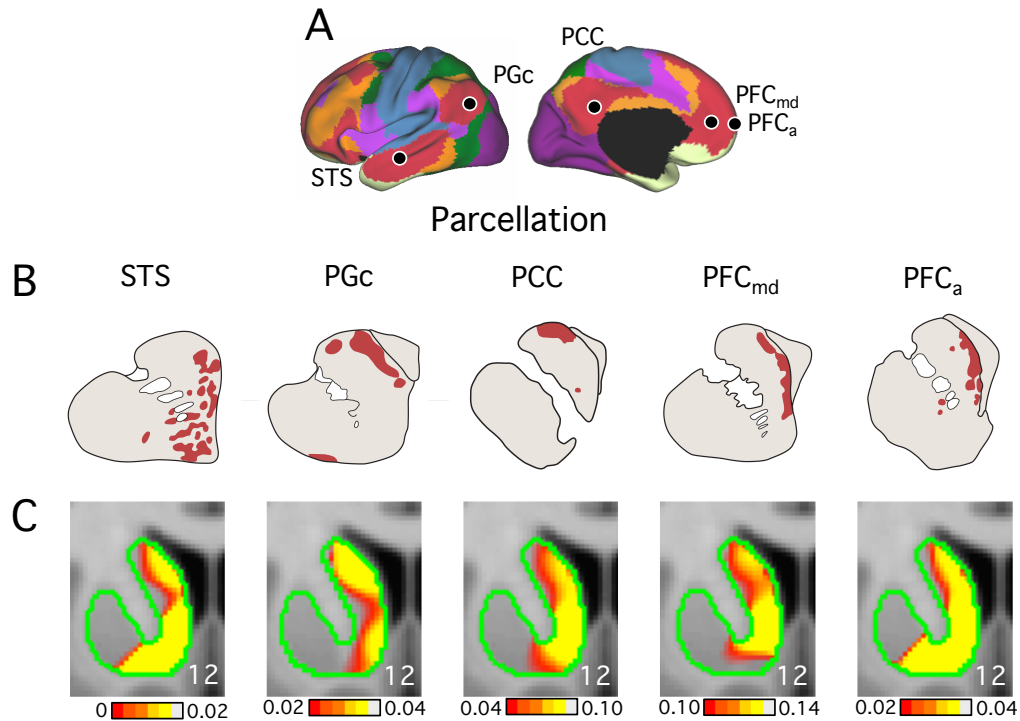 A
PCC
PGc
PFCmd
PFCa
STS
Parcellation
B STS PGc PCC PFCmd PFCa
C
12 12 12 12 12
0 0.02 0.02 0.04 0.04 0.10 0.10 0.14 0.02 0.04